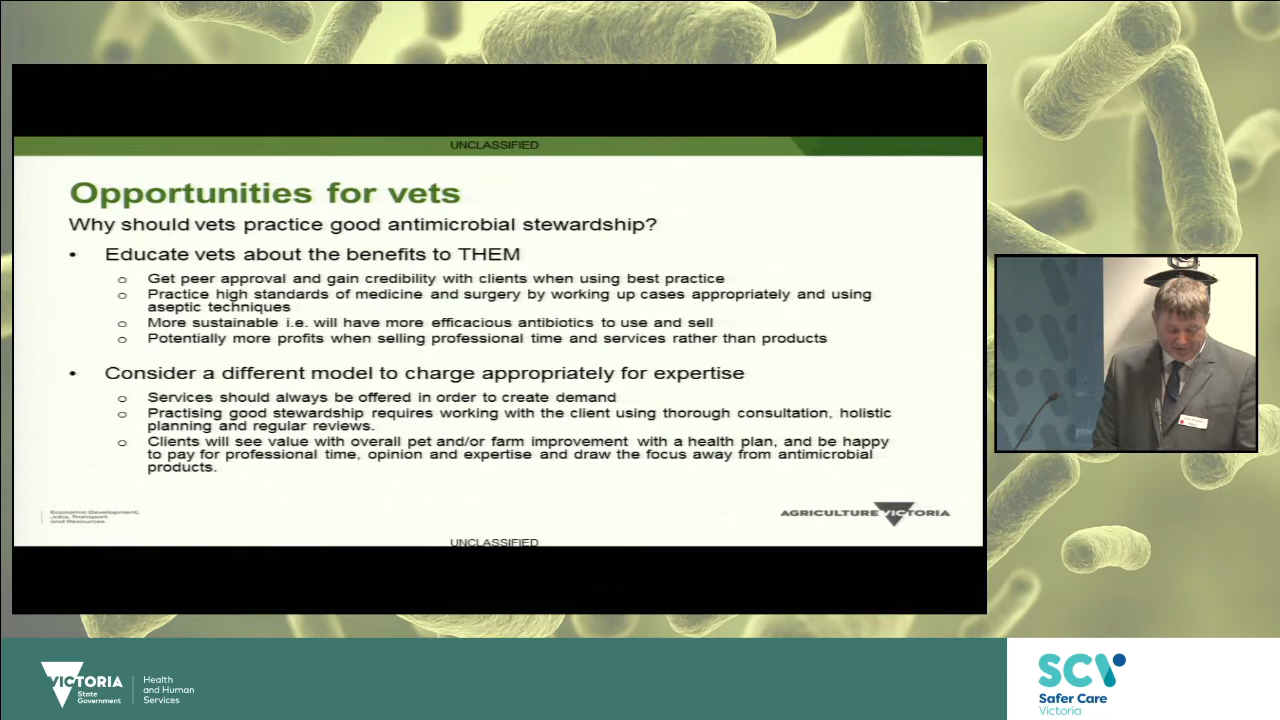 UNCLASSIFIED
Opportunities for vets
Why should vets practice good antimicrobial stewardship?
• Educate vets about the benefits to THEM
o Get peer approval and gain credibility with clients when using best practice
o Practice high standards of medicine and surgery by working up cases appropriately and using
aseptic techniques
o More sustainable i.e. will have more efficacious antibiotics to use and sell
o Potentially more profits when selling professional time and services rather than products
• Consider a different model to charge appropriately for expertise
o Services should always be offered in order to create demand
o Practising good stewardship requires working with the client using thorough consultation, holistic
planning and regular reviews.
o Clients will see value with overall pet and/or farm improvement with a health plan, and be happy
to pay for professional time, opinion and expertise and draw the focus away from antimicrobial
products.
Economic Development,
Jobs, Transport
and Resources
AGRICULTURE VICTORIA
UNCLASSIFIED
VICTORIA
State
Government
Health
and Human
Services
SCV
Safer Care
Victoria